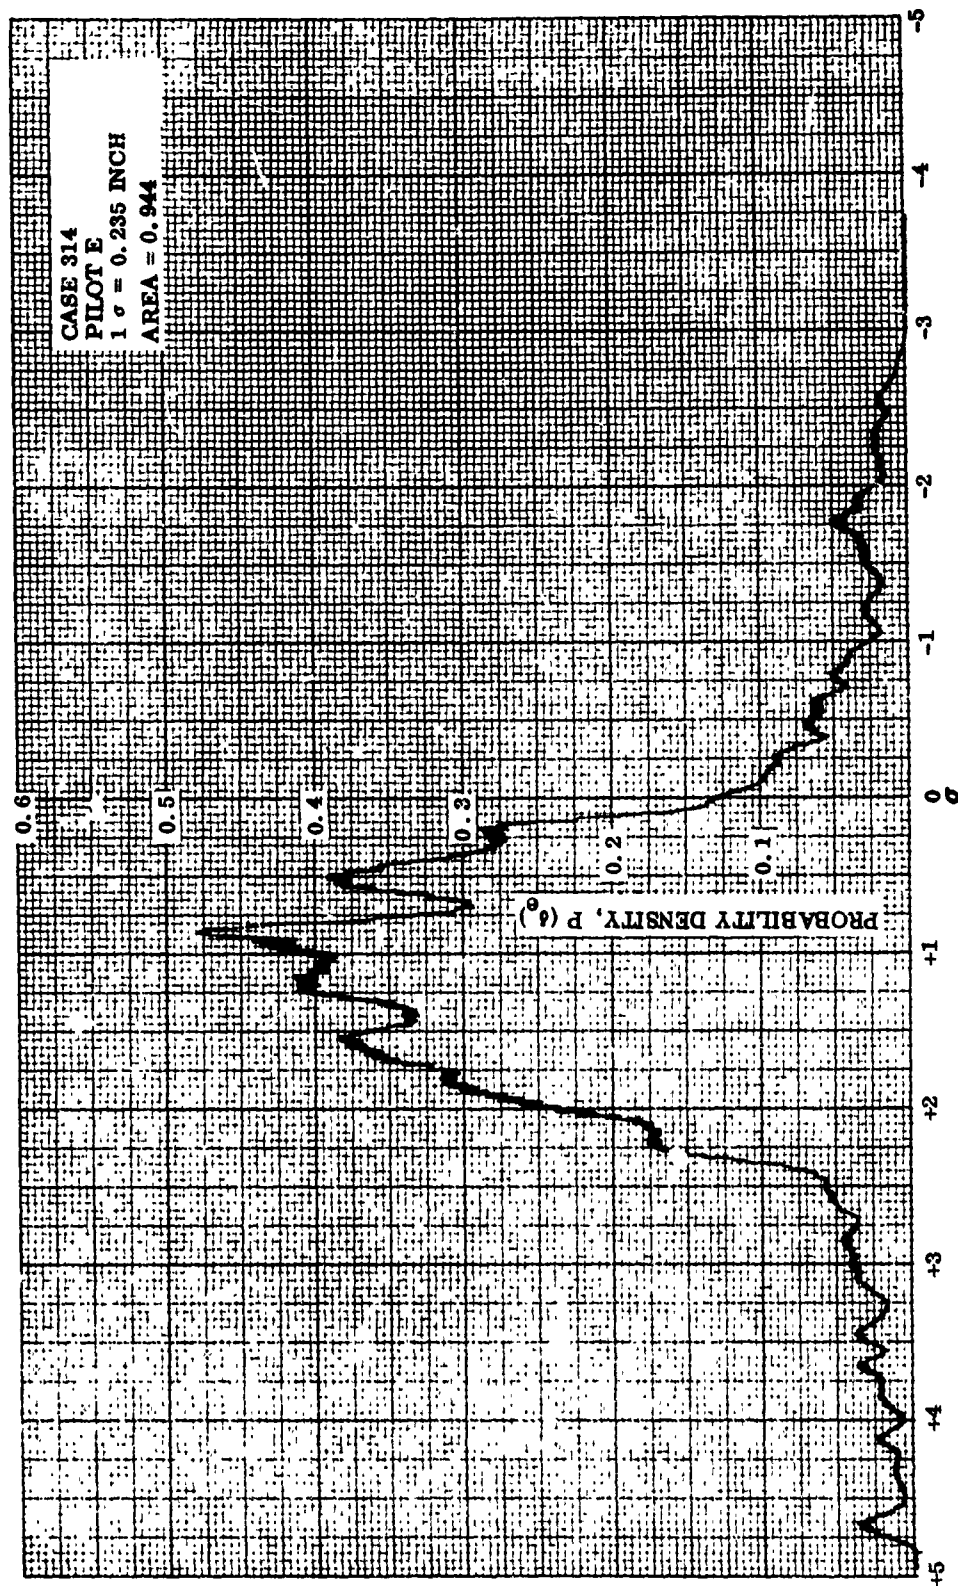 CASE 314
PILOT E
1 σ = 0.235 INCH
AREA = 0.944
0.6
0.5
0.4
0.3
0.2
0.1
PROBABILITY DENSITY, P (δe)
+5
+4
+3
+2
+1
0
-1
-2
-3
-4
-5
σ